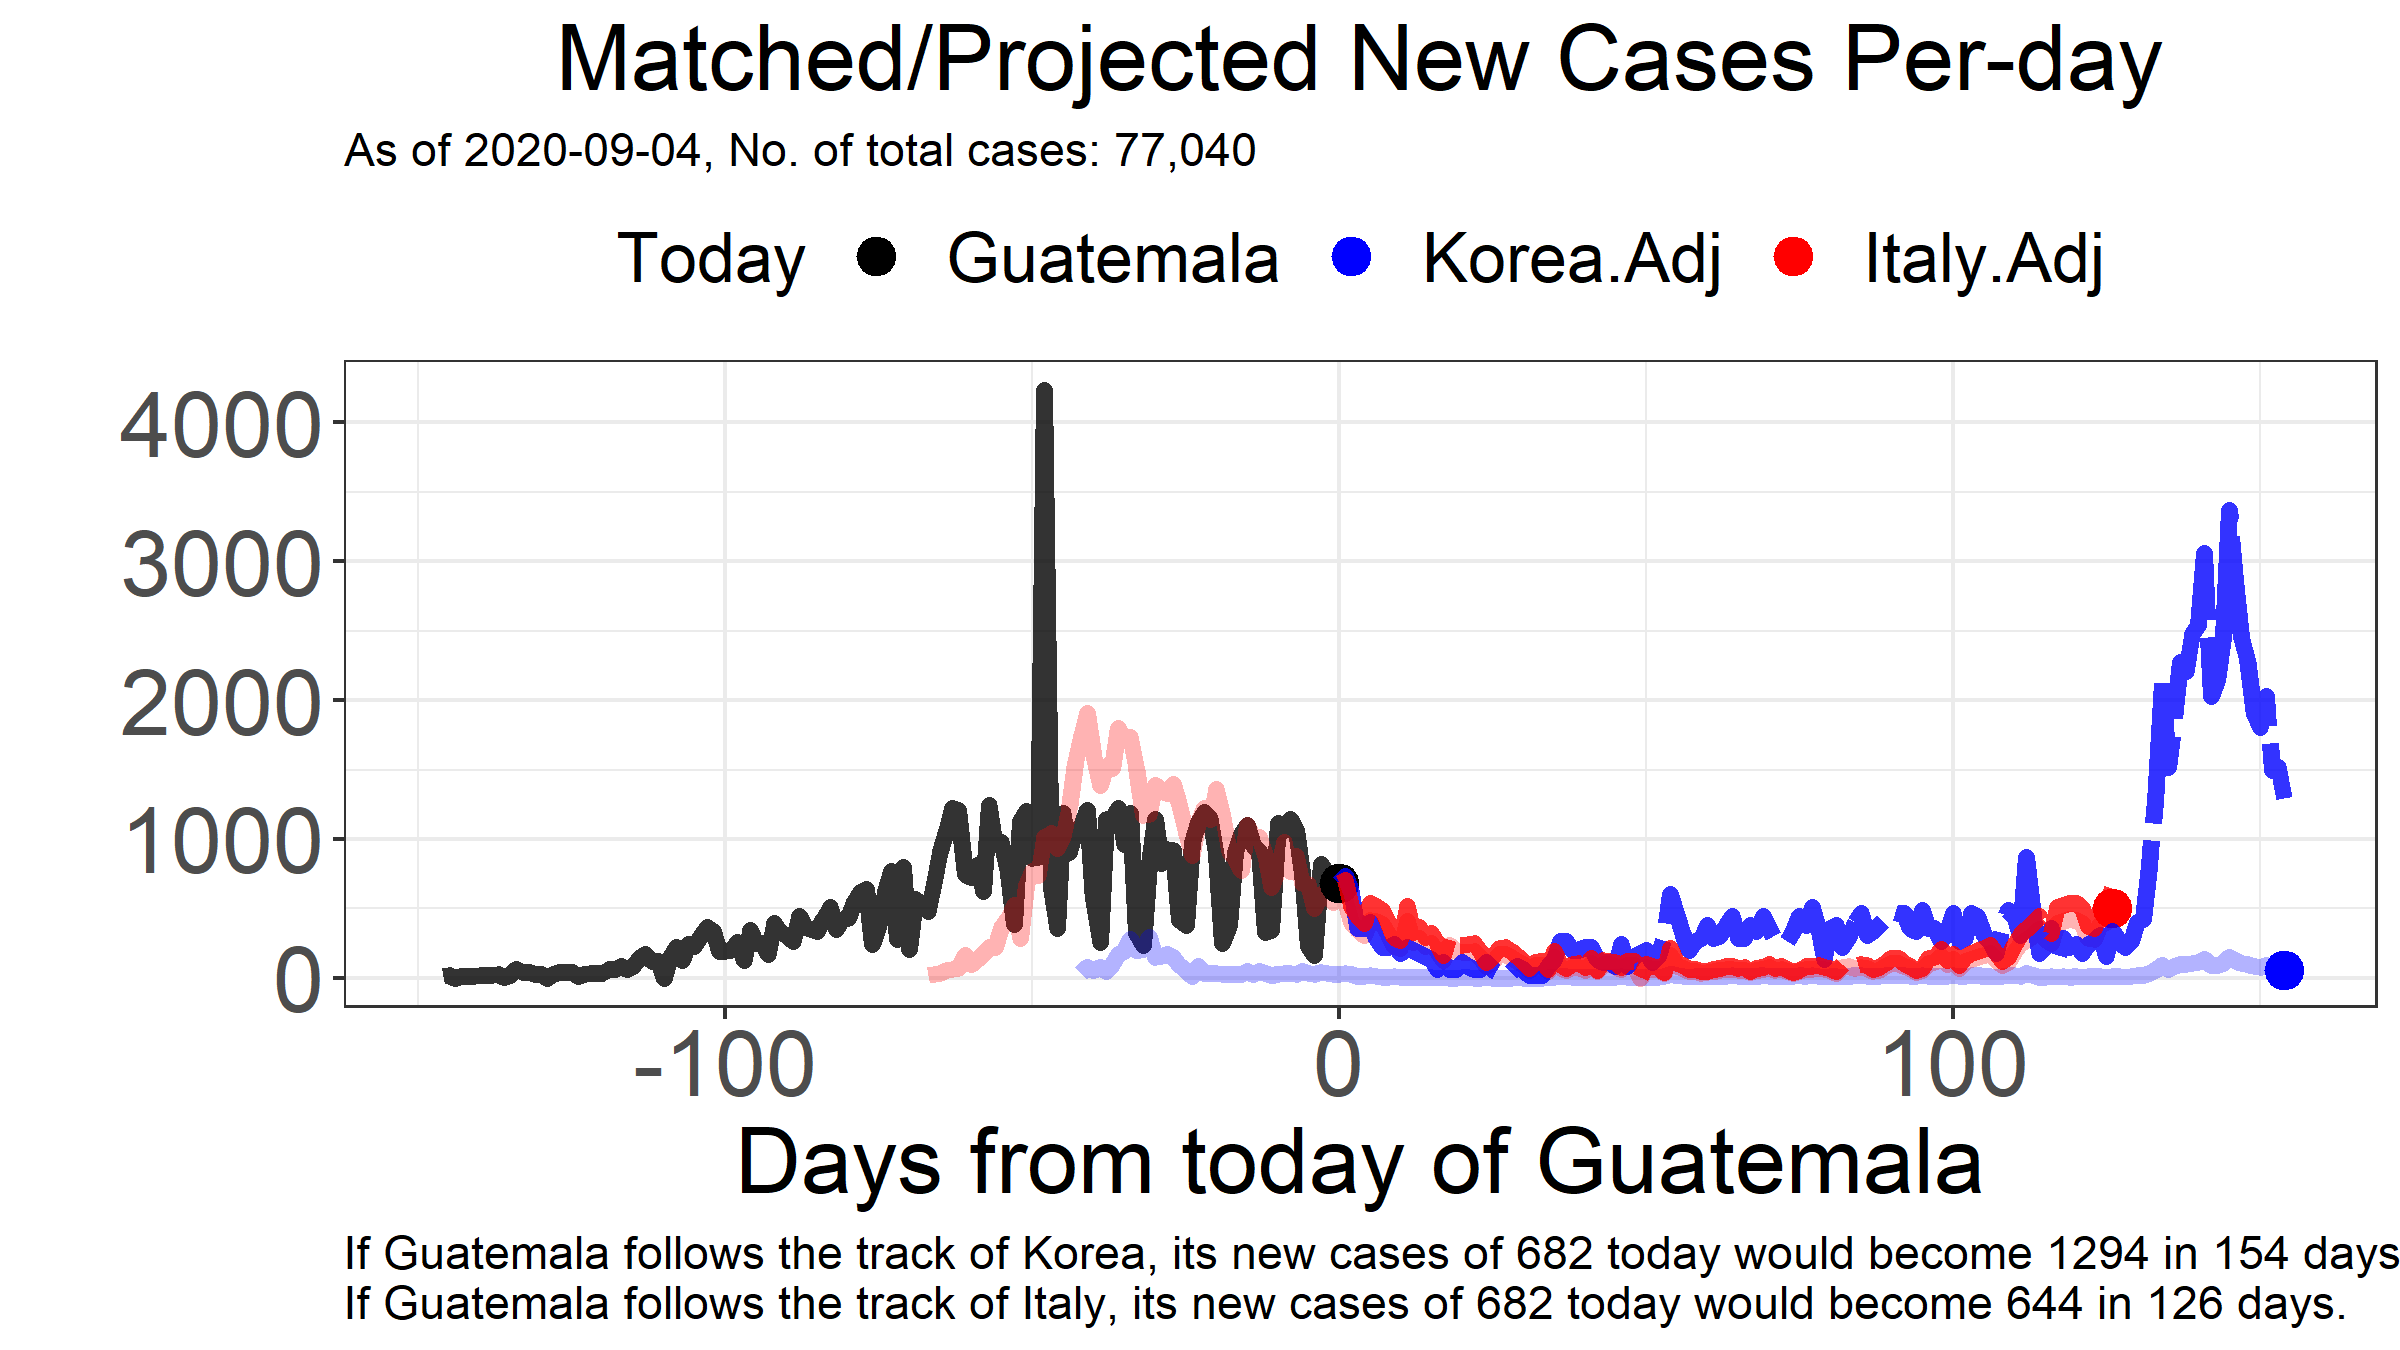 Matched/Projected New Cases Per-day
As of 2020-09-04, No. of total cases: 77,040
Today Guatemala Korea.Adj Italy.Adj
4000
3000
2000
1000
0
-100 0 100
Days from today of Guatemala
If Guatemala follows the track of Korea, its new cases of 682 today would become 1294 in 154 days
If Guatemala follows the track of Italy, its new cases of 682 today would become 644 in 126 days.